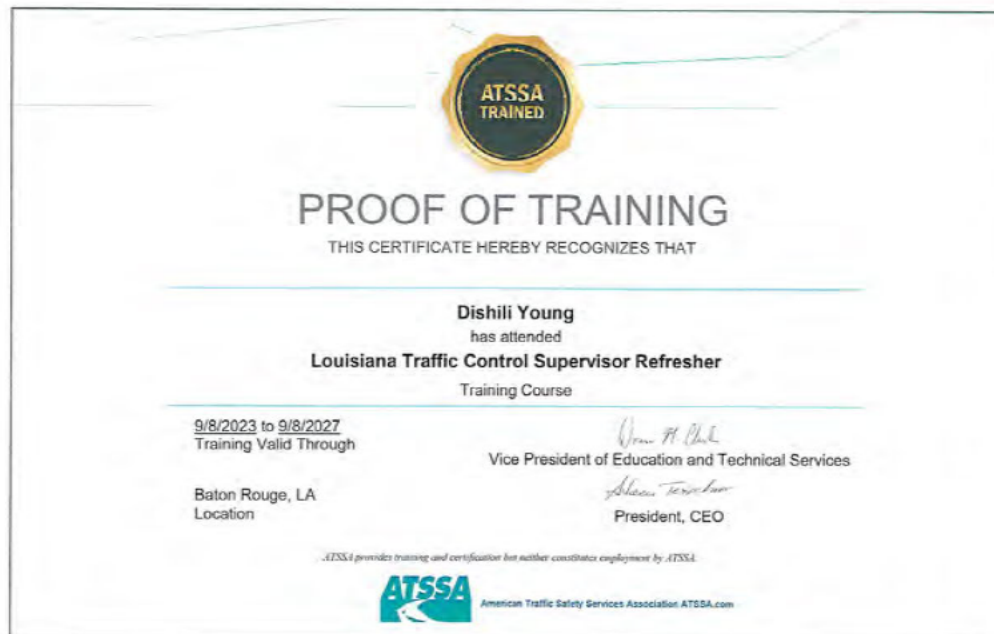 ATSSA
TRAINED
PROOF OF TRAINING
THIS CERTIFICATE HEREBY RECOGNIZES THAT
Dishili Young
has attended
Louisiana Traffic Control Supervisor Refresher
Training Course
9/8/2023 to 9/8/2027
Training Valid Through
Vice President of Education and Technical Services
Baton Rouge, LA
Location
President, CEO
ATSSA provides training and certification but neither constitutes employment by ATSSA.
ATSSA
American Traffic Safety Services Association ATSSA.com